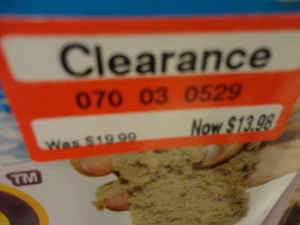 Clearance
070 03 0529
Was $19.99 Now $13.98
TM